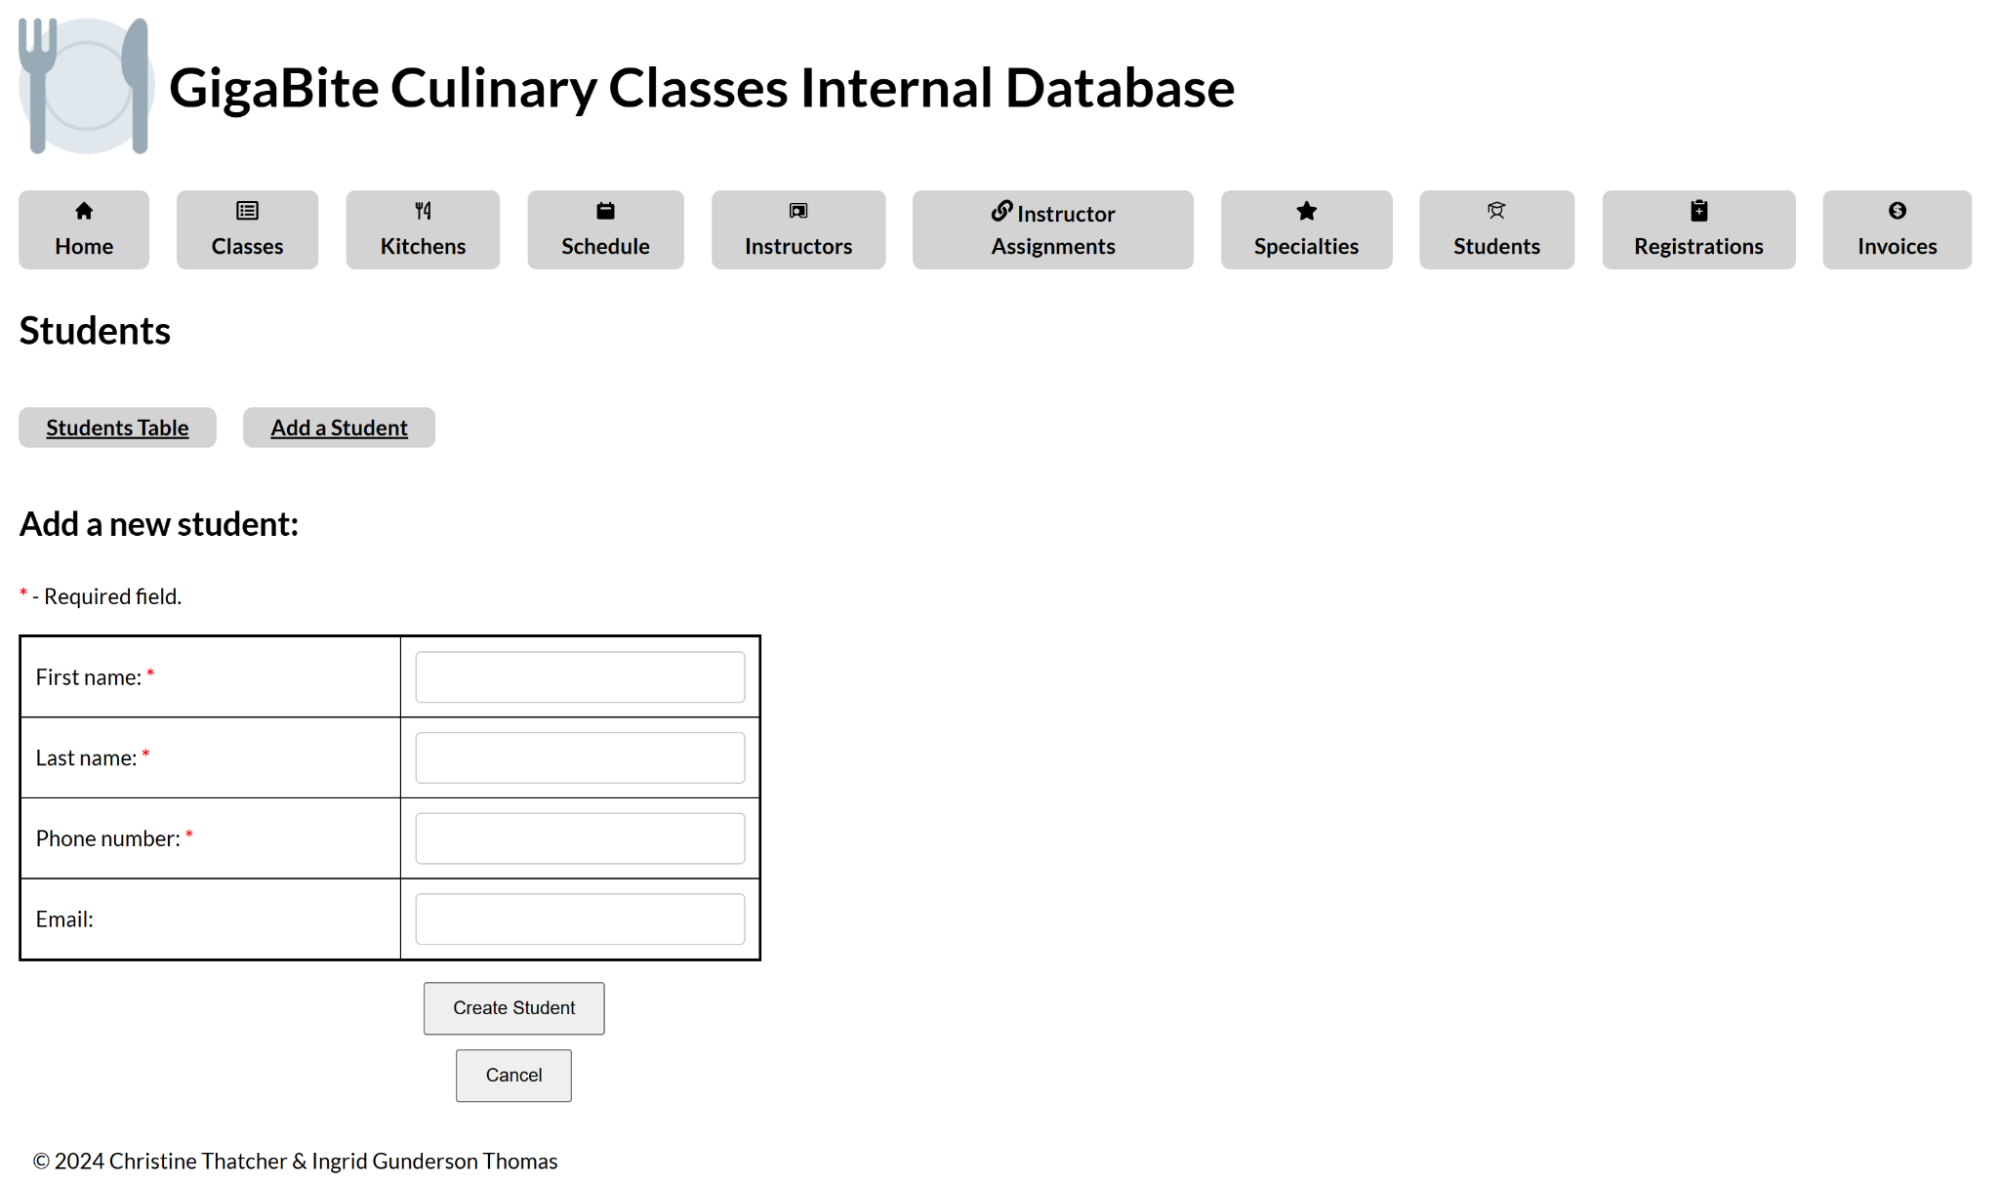 GigaBite Culinary Classes Internal Database
Home
Classes
Kitchens
Schedule
Instructors
Instructor
Assignments
Specialties
Students
Registrations
Invoices
Students
Students Table
Add a Student
Add a new student:
* - Required field.
First name: *
Last name: *
Phone number: *
Email:
Create Student
Cancel
© 2024 Christine Thatcher & Ingrid Gunderson Thomas